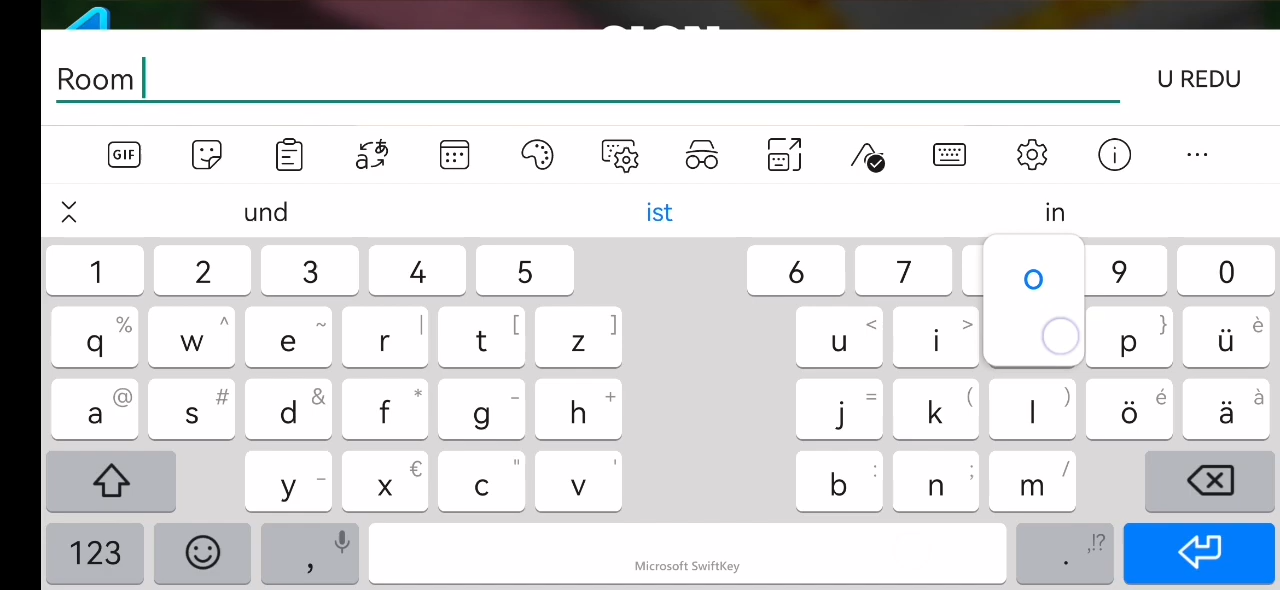 Room
U REDU
GIF
und ist in
1 2 3 4 5 6 7 9 0
q % w ^ e ~ r | t [ z ] u < i > o p } ü è
a @ s # d & f * g - h + j = k ( l ) ö é ä à
y _ x € c " v ' b : n ; m /
123 , Microsoft SwiftKey . ,!?